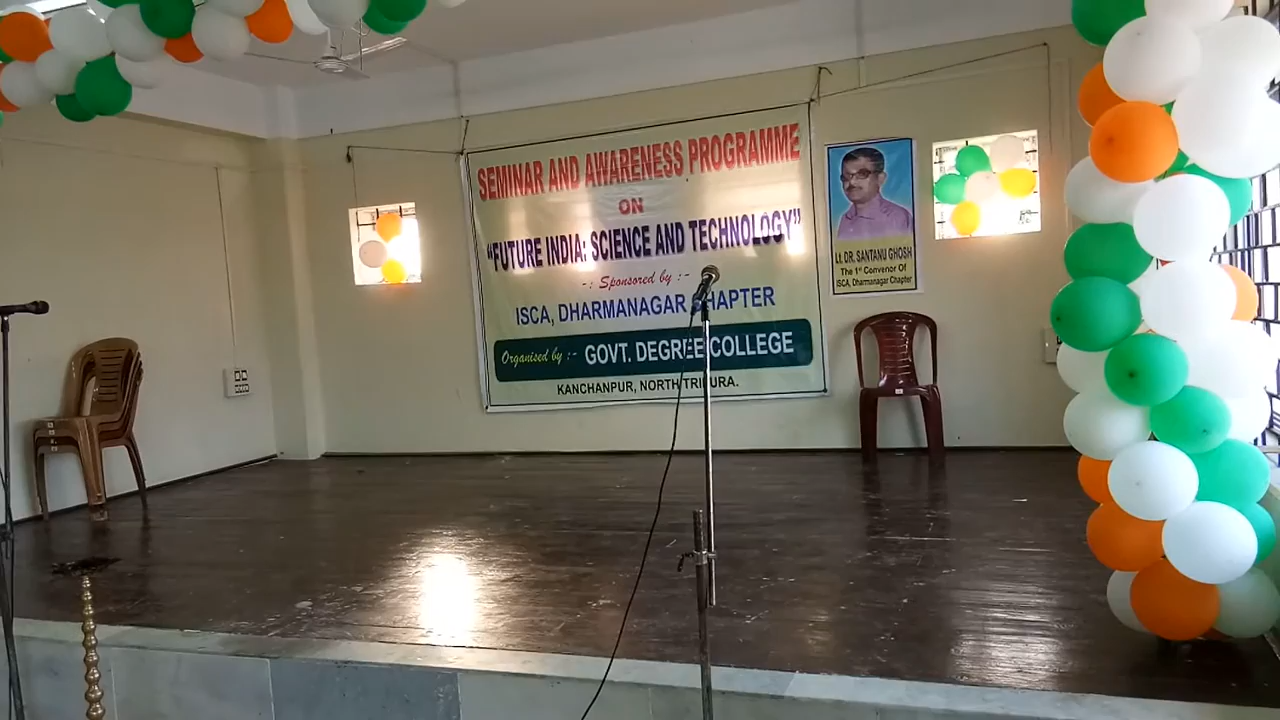 SEMINAR AND AWARENESS PROGRAMME
ON
"FUTURE INDIA: SCIENCE AND TECHNOLOGY"
-: Sponsored by :-
ISCA, DHARMANAGAR CHAPTER
Organised by :- GOVT. DEGREE COLLEGE
KANCHANPUR, NORTH TRIPURA.
Lt. DR. SANTANU GHOSH
The 1st Convenor Of
ISCA, Dharmanagar Chapter